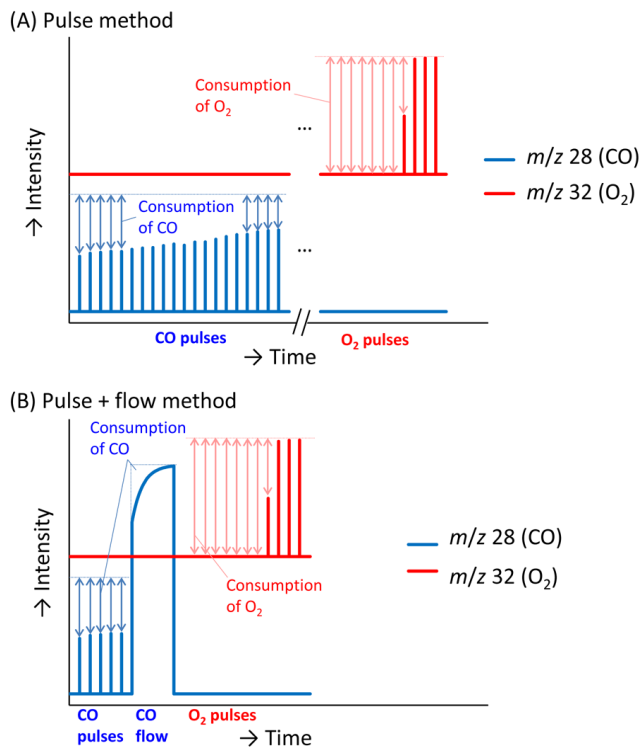 (A) Pulse method
Consumption
of O₂
...
m/z 28 (CO)
m/z 32 (O₂)
→ Intensity
Consumption
of CO
...
CO pulses
O₂ pulses
→ Time
(B) Pulse + flow method
Consumption
of CO
m/z 28 (CO)
m/z 32 (O₂)
→ Intensity
Consumption
of O₂
CO
pulses
CO
flow
O₂ pulses
→ Time